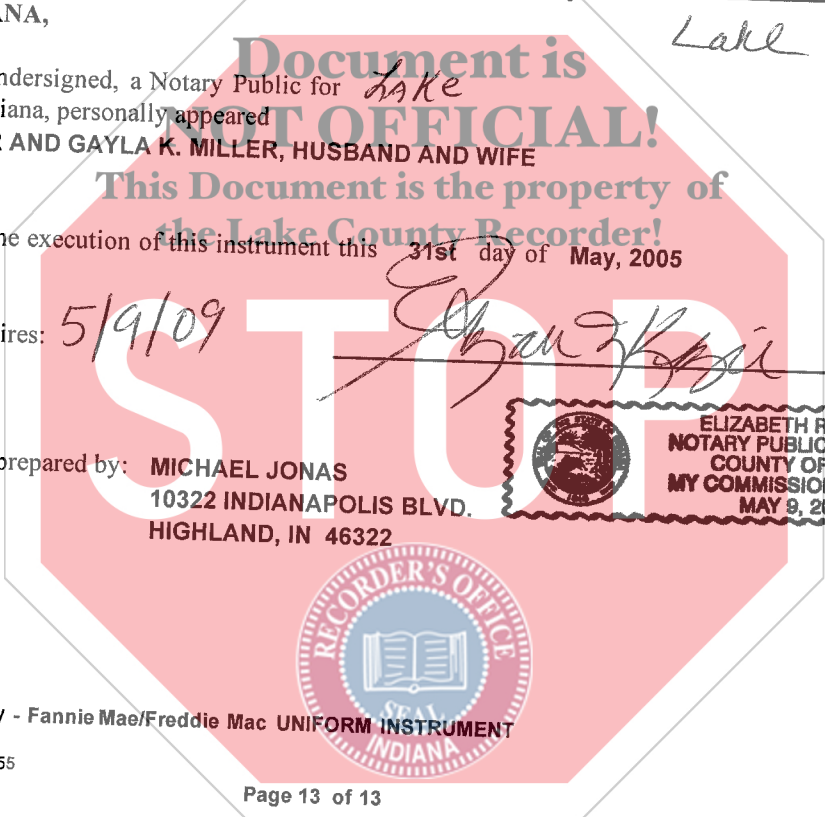 NA,
Lake
Document is
ndersigned, a Notary Public for LAKE
iana, personally appeared
NOT OFFICIAL!
AND GAYLA K. MILLER, HUSBAND AND WIFE
This Document is the property of
the Lake County Recorder!
he execution of this instrument this 31st day of May, 2005
ires: 5/9/09
STOP
ELIZABETH R
NOTARY PUBLIC
COUNTY OF
MY COMMISSION
MAY 9, 20
prepared by: MICHAEL JONAS
10322 INDIANAPOLIS BLVD.
HIGHLAND, IN 46322
RECORDER'S OFFICE
SEAL
INDIANA
- Fannie Mae/Freddie Mac UNIFORM INSTRUMENT
55
Page 13 of 13